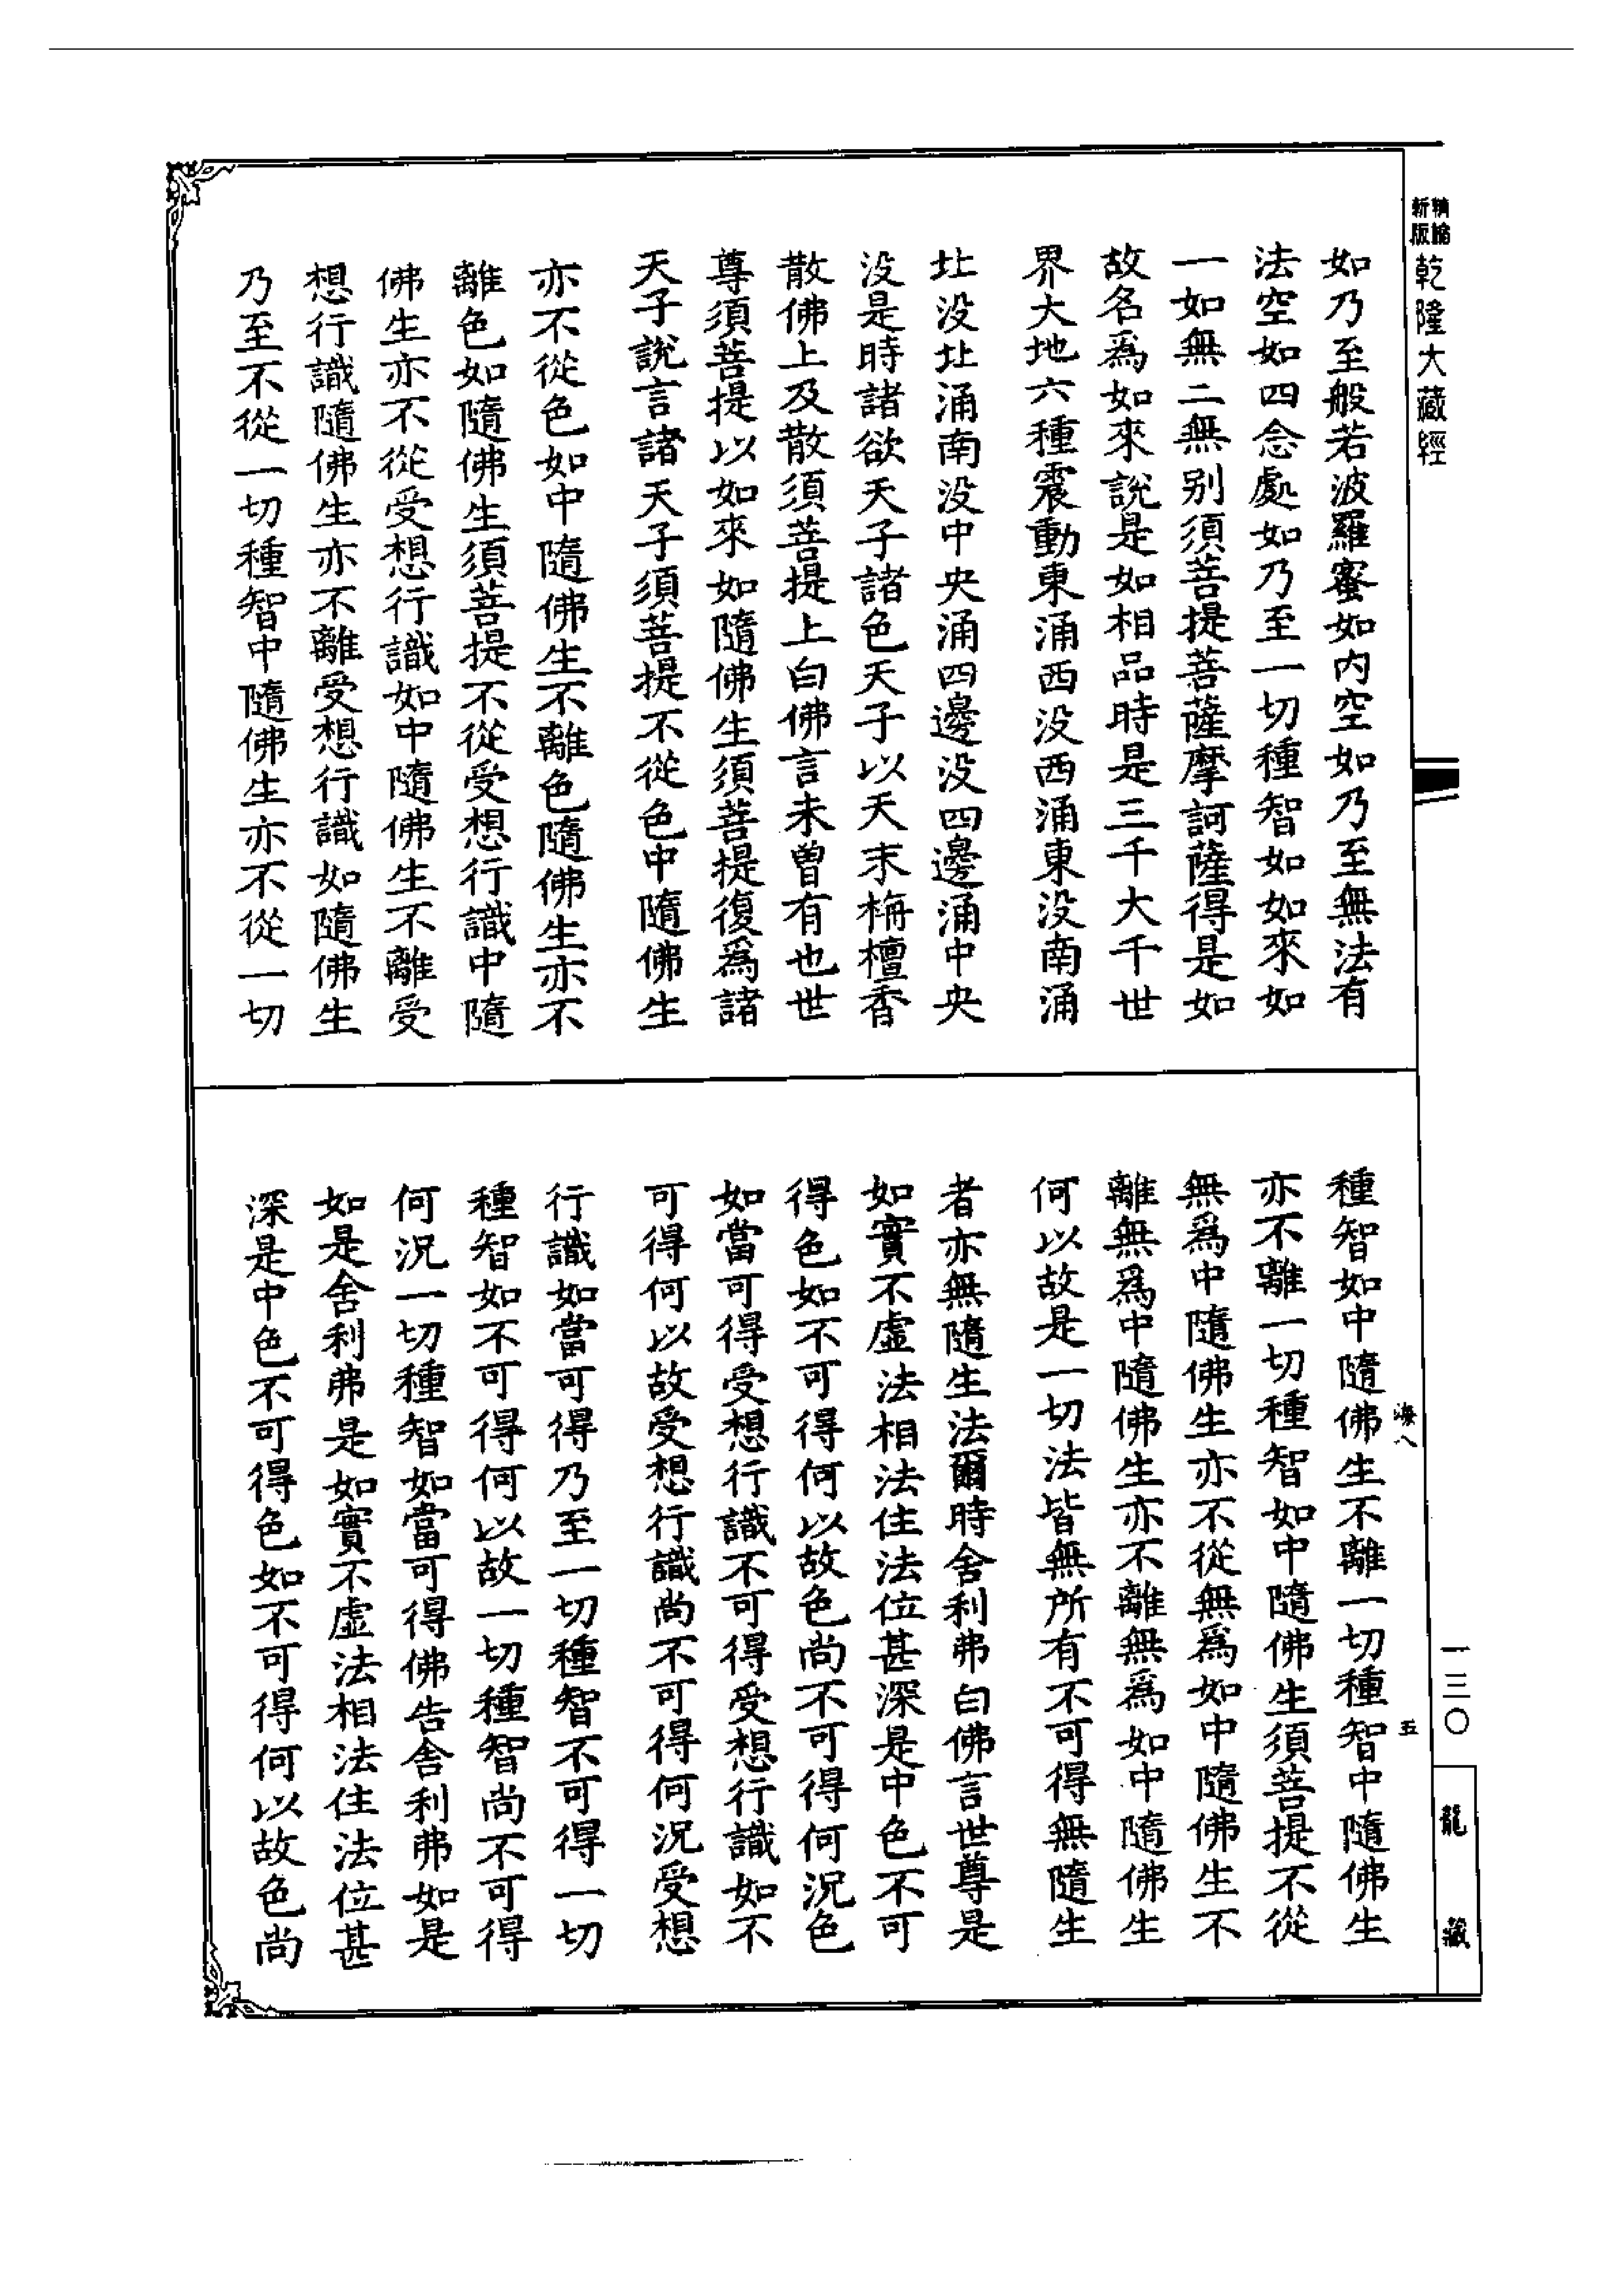 精縮
新版
乾隆大藏經
如乃至般若波羅蜜如内空如乃至無法有
法空如四念處如乃至一切種智如如來如
一如無二無别須菩提菩薩摩訶薩得是如
故名爲如來說是如相品時是三千大千世
界大地六種震動東涌西没西涌東没南涌
北没北涌南没中央涌四邊没四邊涌中央
没是時諸欲天子諸色天子以天末栴檀香
散佛上及散須菩提上白佛言未曾有也世
尊須菩提以如來如隨佛生須菩提復爲諸
天子說言諸天子須菩提不從色中隨佛生
亦不從色如中隨佛生不離色隨佛生亦不
離色如隨佛生須菩提不從受想行識中隨
佛生亦不從受想行識如中隨佛生不離受
想行識隨佛生亦不離受想行識如隨佛生
乃至不從一切種智中隨佛生亦不從一切
種智如中隨佛生不離一切種智中隨佛生
亦不離一切種智如中隨佛生須菩提不從
無爲中隨佛生亦不從無爲如中隨佛生不
離無爲中隨佛生亦不離無爲如中隨佛生
何以故是一切法皆無所有不可得無隨生
者亦無隨生法爾時舍利弗白佛言世尊是
如實不虛法相法住法位甚深是中色不可
得色如不可得何以故色尚不可得何況色
如當可得受想行識不可得受想行識如不
可得何以故受想行識尚不可得何況受想
行識如當可得乃至一切種智不可得一切
種智如不可得何以故一切種智尚不可得
何況一切種智如當可得佛告舍利弗如是
如是舍利弗是如實不虛法相法住法位甚
深是中色不可得色如不可得何以故色尚
海八
五
一三〇
龍藏